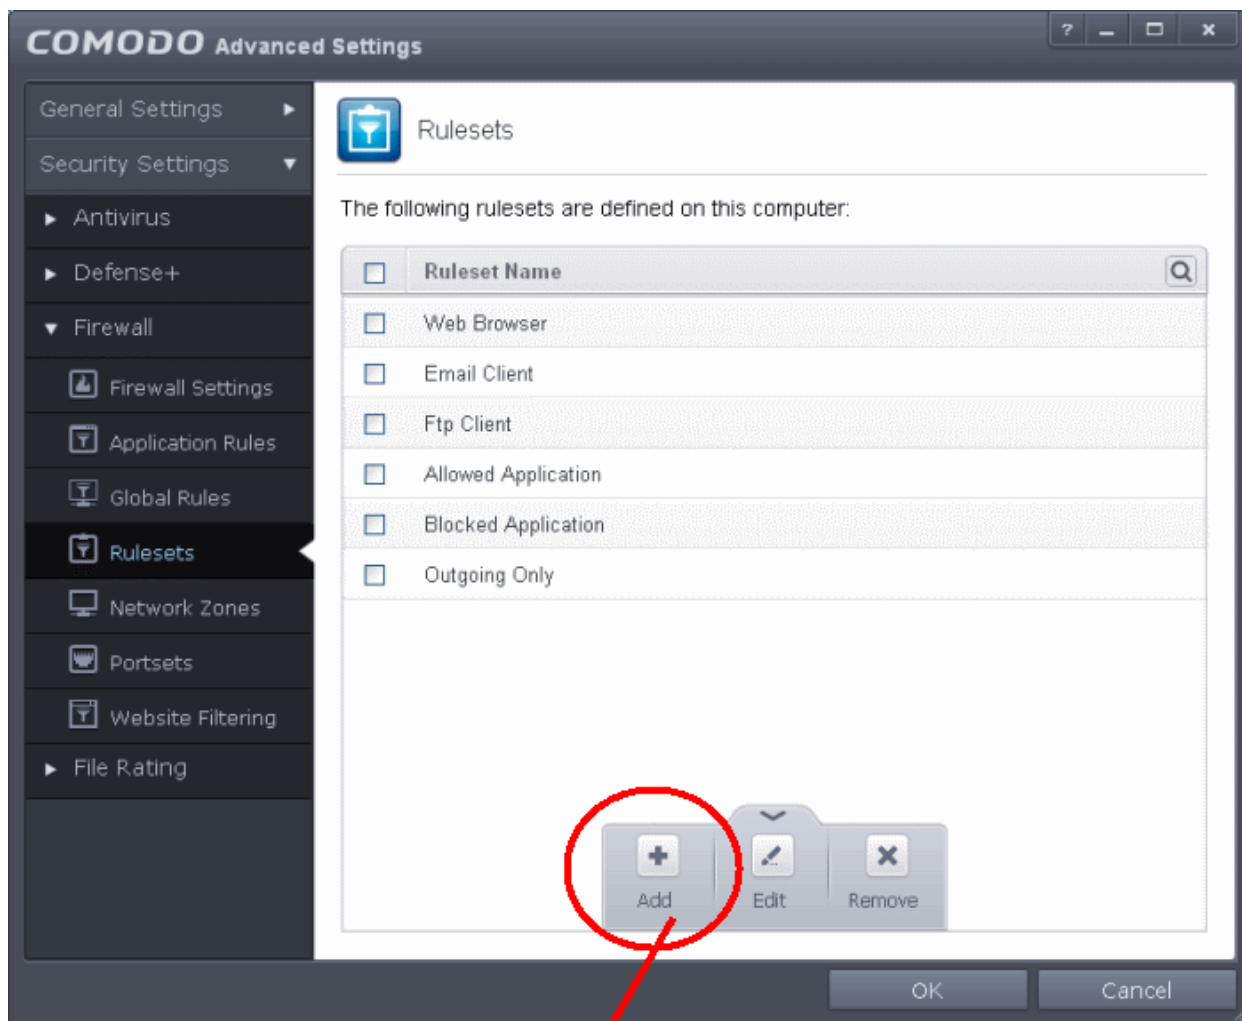 COMODO Advanced Settings
?
General Settings
Security Settings
Antivirus
Defense+
Firewall
Firewall Settings
Application Rules
Global Rules
Rulesets
Network Zones
Portsets
Website Filtering
File Rating
Rulesets
The following rulesets are defined on this computer:
Ruleset Name
Web Browser
Email Client
Ftp Client
Allowed Application
Blocked Application
Outgoing Only
Add Edit Remove
OK Cancel